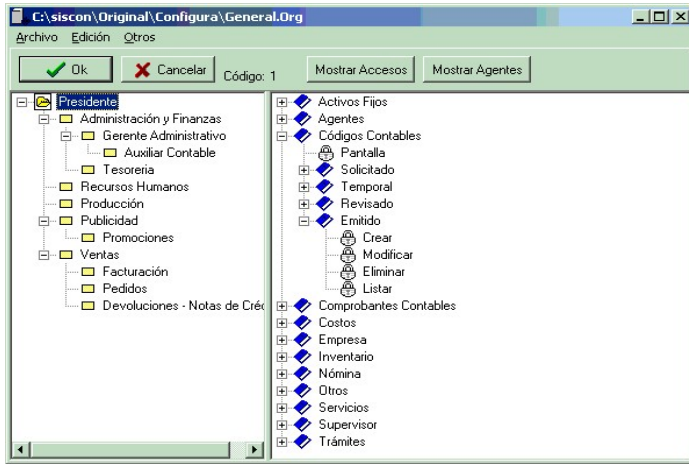 C:\siscon\Original\Configura\General.Org
Archivo Edición Otros
Ok Cancelar Código: 1 Mostrar Accesos Mostrar Agentes
Presidente
Administración y Finanzas
Gerente Administrativo
Auxiliar Contable
Tesoreria
Recursos Humanos
Producción
Publicidad
Promociones
Ventas
Facturación
Pedidos
Devoluciones - Notas de Créc
Activos Fijos
Agentes
Códigos Contables
Pantalla
Solicitado
Temporal
Revisado
Emitido
Crear
Modificar
Eliminar
Listar
Comprobantes Contables
Costos
Empresa
Inventario
Nómina
Otros
Servicios
Supervisor
Trámites